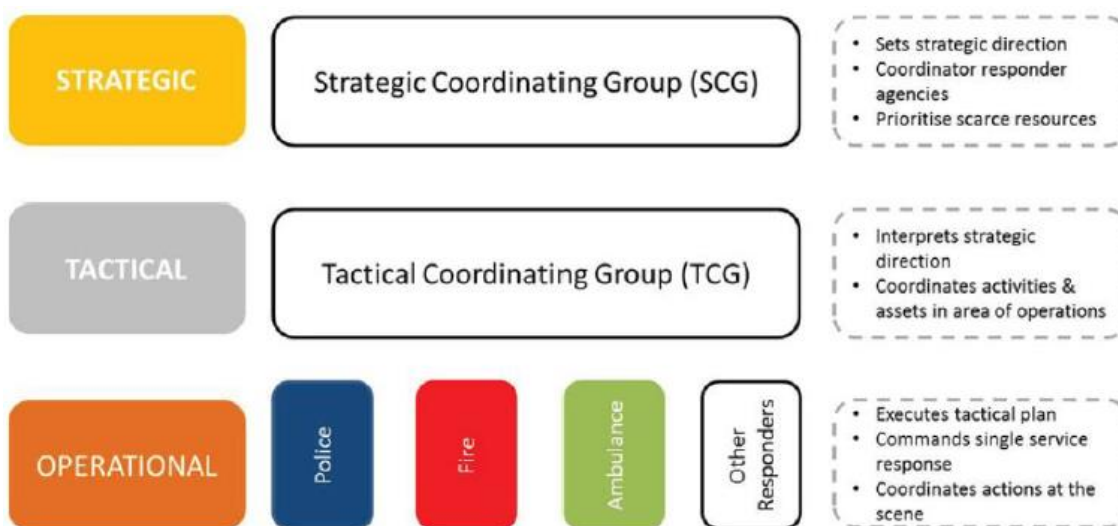 STRATEGIC
Strategic Coordinating Group (SCG)
• Sets strategic direction
• Coordinator responder
agencies
• Prioritise scarce resources
TACTICAL
Tactical Coordinating Group (TCG)
• Interprets strategic
direction
• Coordinates activities &
assets in area of operations
OPERATIONAL
Police
Fire
Ambulance
Other
Responders
• Executes tactical plan
• Commands single service
response
• Coordinates actions at the
scene